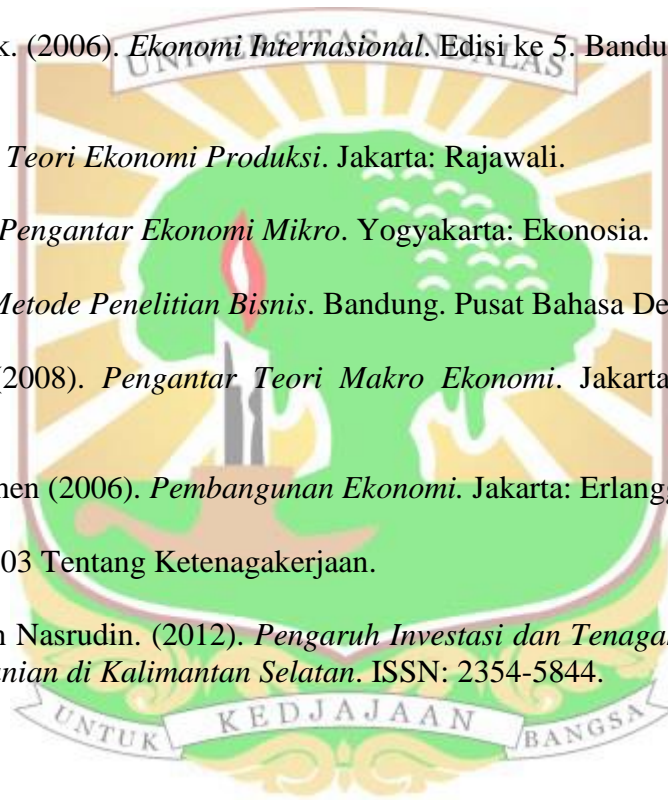 k. (2006). Ekonomi Internasional. Edisi ke 5. Bandu
UNIVERSITAS ANDALAS
Teori Ekonomi Produksi. Jakarta: Rajawali.
Pengantar Ekonomi Mikro. Yogyakarta: Ekonosia.
Metode Penelitian Bisnis. Bandung. Pusat Bahasa De
(2008). Pengantar Teori Makro Ekonomi. Jakarta
hen (2006). Pembangunan Ekonomi. Jakarta: Erlangg
03 Tentang Ketenagakerjaan.
n Nasrudin. (2012). Pengaruh Investasi dan Tenaga
anian di Kalimantan Selatan. ISSN: 2354-5844.
UNTUK KEDJAJAAN BANGSA